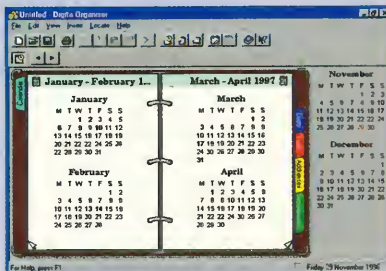 Untitled - Digita Organiser
File Edit View Insert Locate Help
Calendar
January - February 1...
January
M T W T F S S
1 2 3 4 5
6 7 8 9 10 11 12
13 14 15 16 17 18 19
20 21 22 23 24 25 26
27 28 29 30 31
February
M T W T F S S
1 2
3 4 5 6 7 8 9
10 11 12 13 14 15 16
17 18 19 20 21 22 23
24 25 26 27 28
March - April 1997
March
M T W T F S S
1 2
3 4 5 6 7 8 9
10 11 12 13 14 15 16
17 18 19 20 21 22 23
24 25 26 27 28 29 30
31
April
M T W T F S S
1 2 3 4 5 6
7 8 9 10 11 12 13
14 15 16 17 18 19 20
21 22 23 24 25 26 27
28 29 30
Diary
Addresses
November
M T W T F S S
1 2 3
4 5 6 7 8 9 10
11 12 13 14 15 16 17
18 19 20 21 22 23 24
25 26 27 28 29 30
December
M T W T F S S
1
2 3 4 5 6 7 8
9 10 11 12 13 14 15
16 17 18 19 20 21 22
23 24 25 26 27 28 29
30 31
For Help, press F1
Friday 29 November 1996